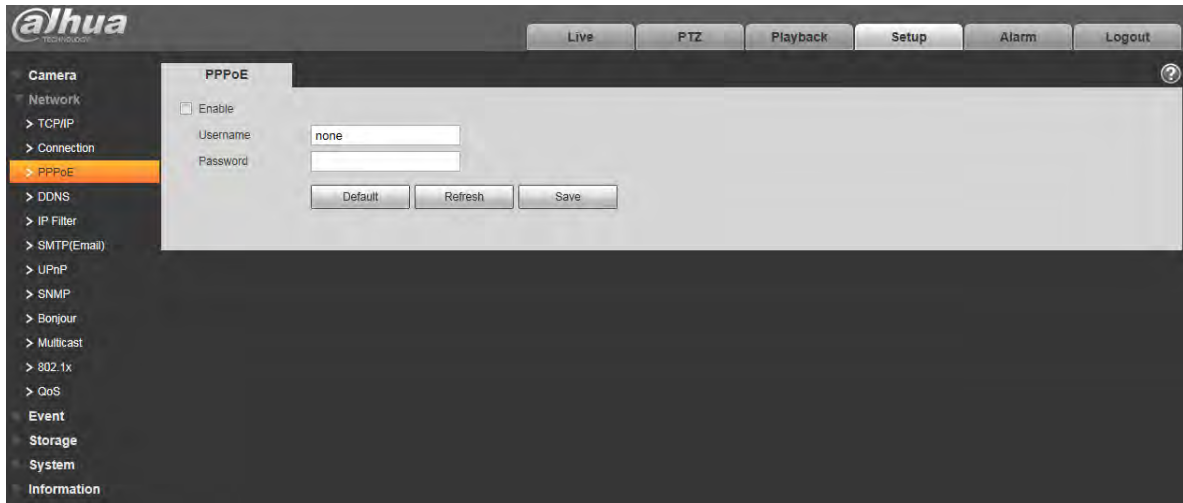 alhua
TECHNOLOGY
Live PTZ Playback Setup Alarm Logout
Camera
Network
> TCP/IP
> Connection
> PPPoE
> DDNS
> IP Filter
> SMTP(Email)
> UPnP
> SNMP
> Bonjour
> Multicast
> 802.1x
> QoS
Event
Storage
System
Information
PPPoE ?
Enable
Username none
Password
Default Refresh Save